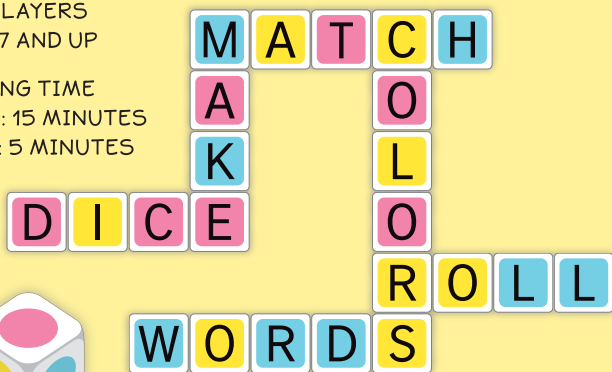 LAYERS
7 AND UP
NG TIME
: 15 MINUTES
: 5 MINUTES
MATCH
MAKE
COLORS
DICE
ROLL
WORDS